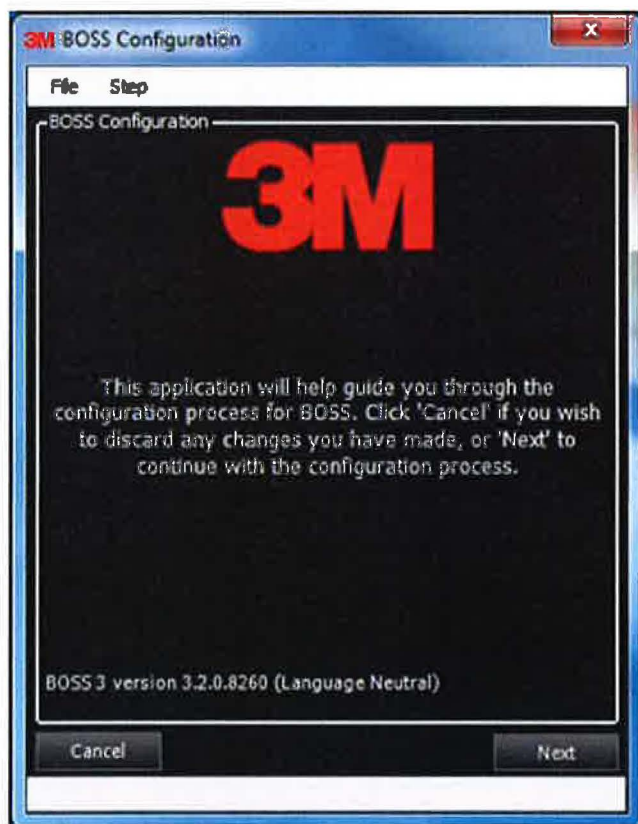 3M BOSS Configuration
x
File Step
BOSS Configuration
3M
This application will help guide you through the
configuration process for BOSS. Click 'Cancel' if you wish
to discard any changes you have made, or 'Next' to
continue with the configuration process.
BOSS 3 version 3.2.0.8260 (Language Neutral)
Cancel Next